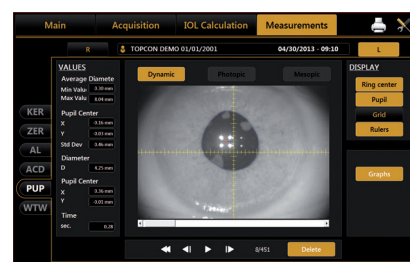 Main Acquisition IOL Calculation Measurements
R TOPCON DEMO 01/01/2001 04/30/2013 - 09:10 L
VALUES
Average Diamete
Min Valu 0.30 mm
Max Valu 8.04 mm
Pupil Center
X 0.16 mm
Y 0.03 mm
Std Dev 0.46 mm
Diameter
D 4.25 mm
Pupil Center
X 0.36 mm
Y 0.03 mm
Time
sec. 0.28
KER
ZER
AL
ACD
PUP
WTW
Dynamic Photopic Mesopic
8/451 Delete
DISPLAY
Ring center
Pupil
Grid
Rulers
Graphs